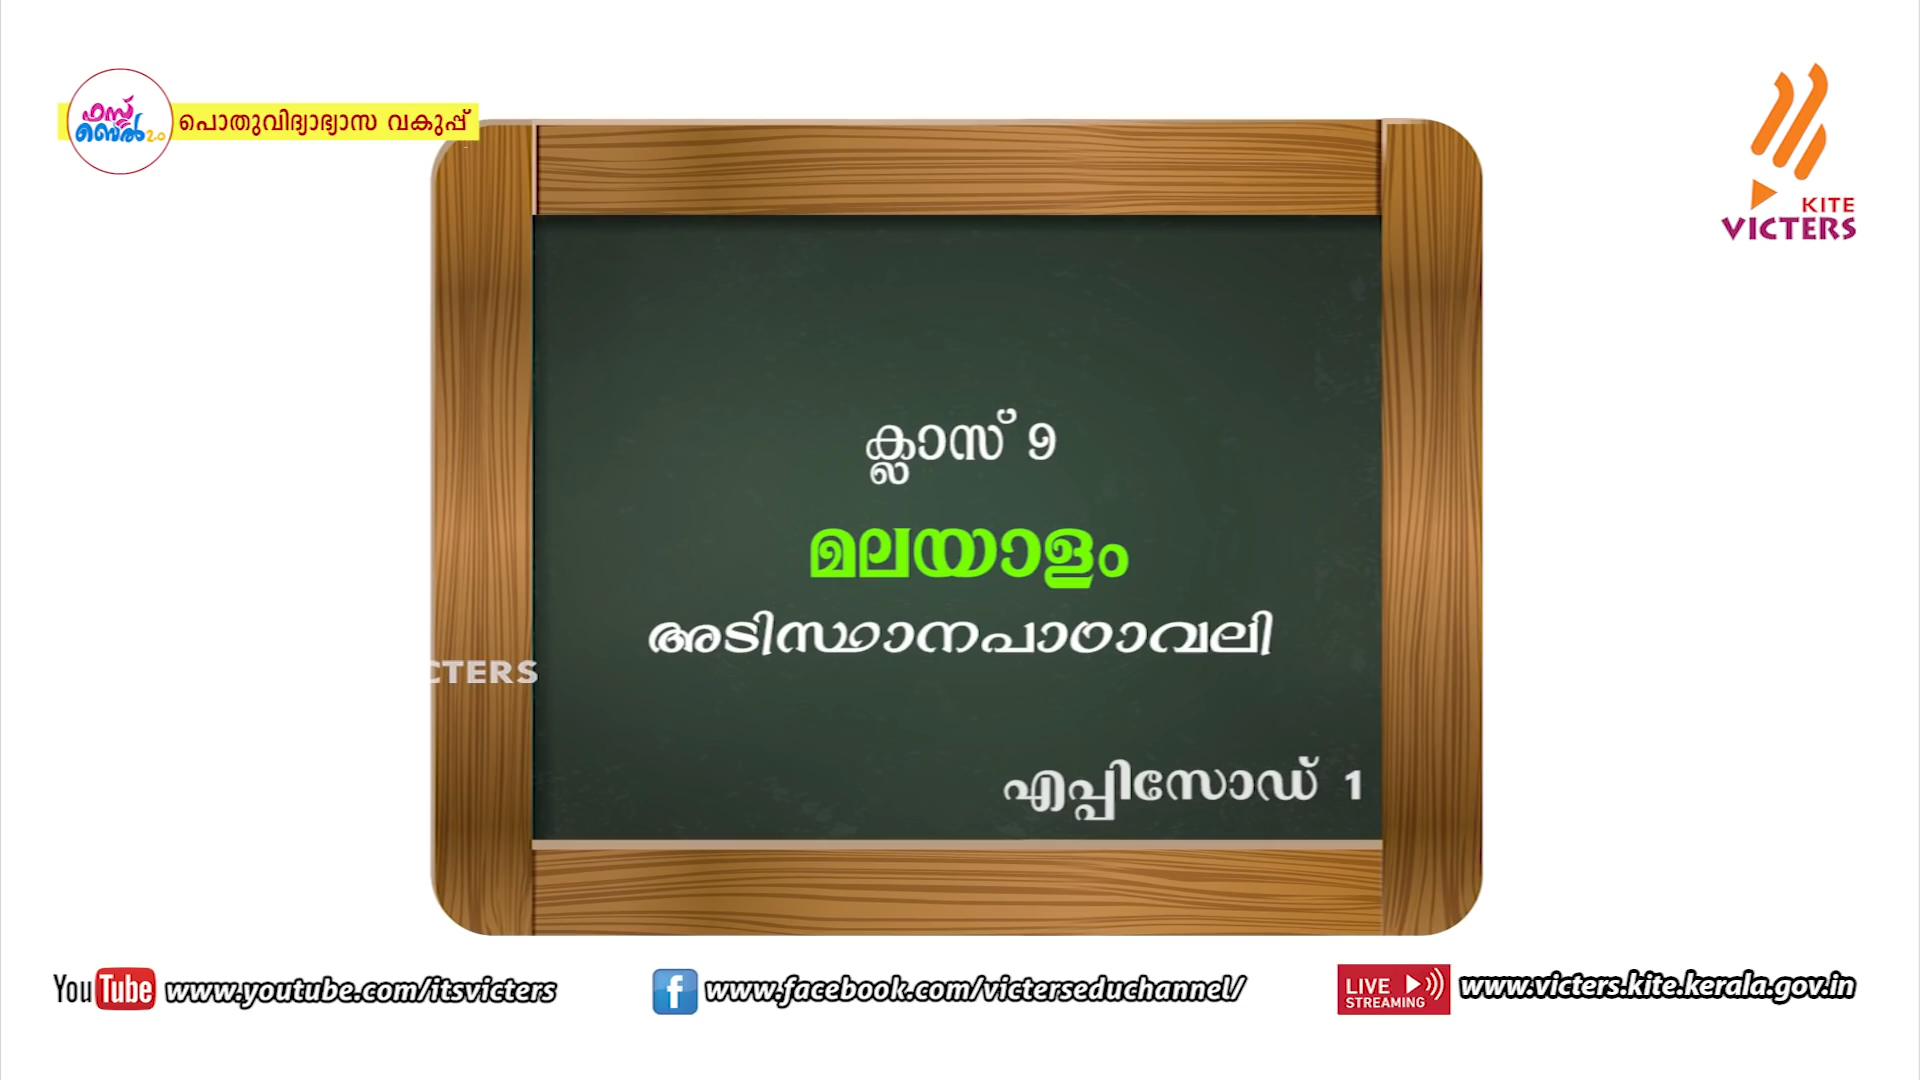 ഫസ്റ്റ്
ബെൽ 2.0
പൊതുവിദ്യാഭ്യാസ വകുപ്പ്
KITE
VICTERS
ക്ലാസ് 9
മലയാളം
അടിസ്ഥാനപാഠാവലി
CTERS
എപ്പിസോഡ് 1
YouTube www.youtube.com/itsvicters
f www.facebook.com/victerseduchannel/
LIVE
STREAMING
www.victers.kite.kerala.gov.in